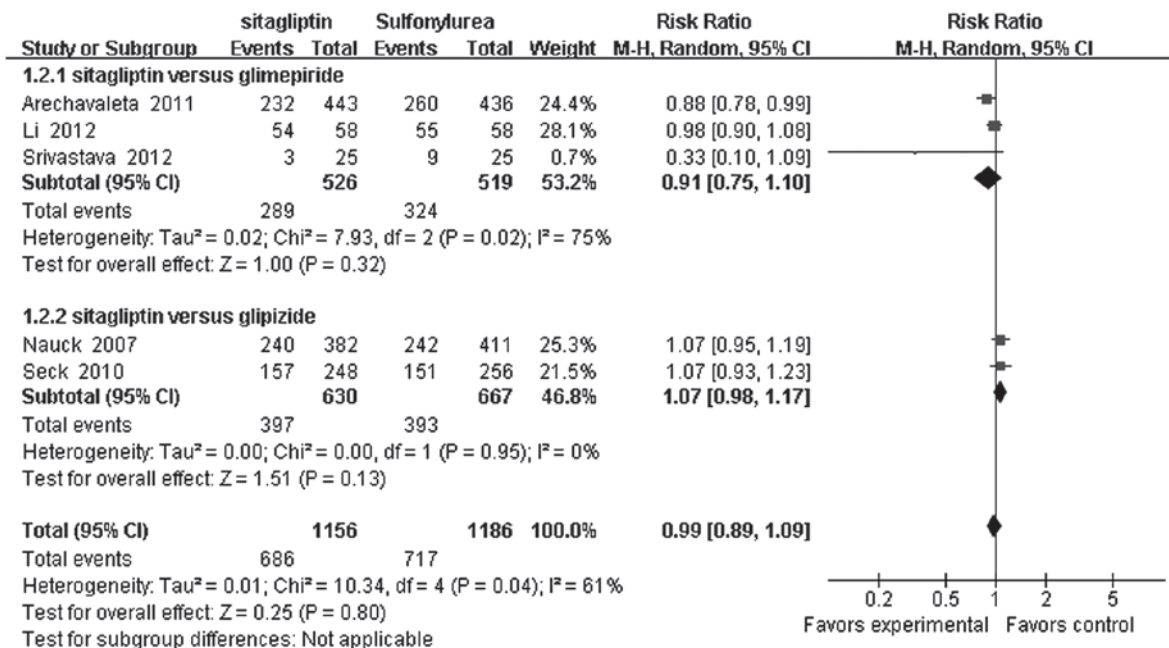 sitagliptin Sulfonylurea Risk Ratio Risk Ratio
Study or Subgroup Events Total Events Total Weight M-H, Random, 95% CI M-H, Random, 95% CI
1.2.1 sitagliptin versus glimepiride
Arechavaleta 2011 232 443 260 436 24.4% 0.88 [0.78, 0.99]
Li 2012 54 58 55 58 28.1% 0.98 [0.90, 1.08]
Srivastava 2012 3 25 9 25 0.7% 0.33 [0.10, 1.09]
Subtotal (95% CI) 526 519 53.2% 0.91 [0.75, 1.10]
Total events 289 324
Heterogeneity: Tau² = 0.02; Chi² = 7.93, df = 2 (P = 0.02); I² = 75%
Test for overall effect: Z = 1.00 (P = 0.32)
1.2.2 sitagliptin versus glipizide
Nauck 2007 240 382 242 411 25.3% 1.07 [0.95, 1.19]
Seck 2010 157 248 151 256 21.5% 1.07 [0.93, 1.23]
Subtotal (95% CI) 630 667 46.8% 1.07 [0.98, 1.17]
Total events 397 393
Heterogeneity: Tau² = 0.00; Chi² = 0.00, df = 1 (P = 0.95); I² = 0%
Test for overall effect: Z = 1.51 (P = 0.13)
Total (95% CI) 1156 1186 100.0% 0.99 [0.89, 1.09]
Total events 686 717
Heterogeneity: Tau² = 0.01; Chi² = 10.34, df = 4 (P = 0.04); I² = 61%
Test for overall effect: Z = 0.25 (P = 0.80)
Test for subgroup differences: Not applicable
0.2 0.5 1 2 5
Favors experimental Favors control